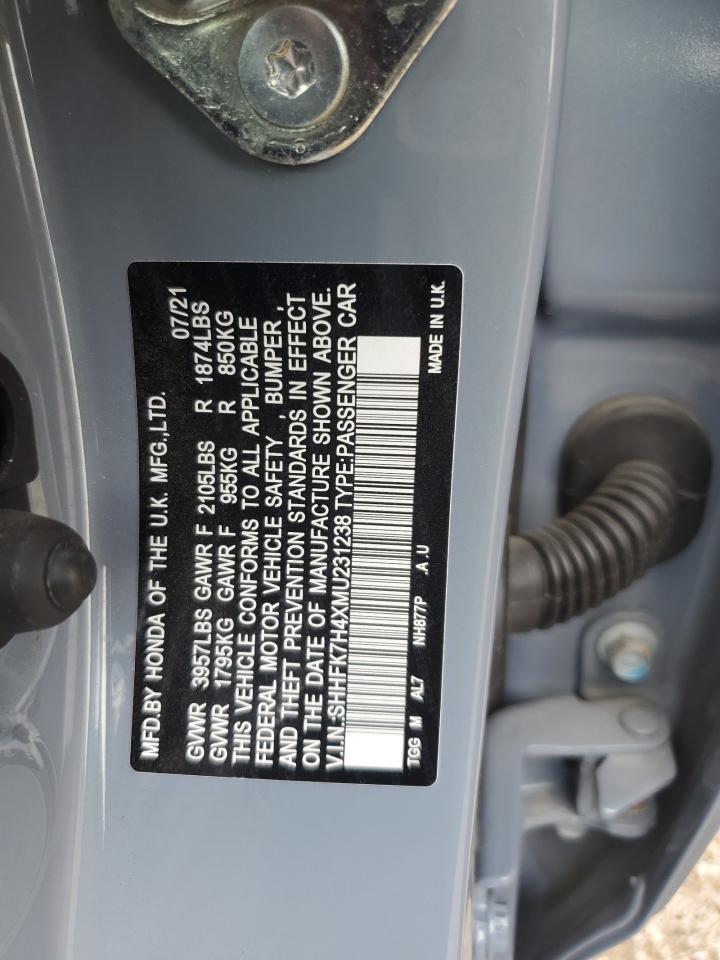 MFD.BY HONDA OF THE U.K. MFG.,LTD. 07/21
GVWR 3957LBS GAWR F 2105LBS R 1874LBS
GVWR 1795KG GAWR F 955KG R 850KG
THIS VEHICLE CONFORMS TO ALL APPLICABLE
FEDERAL MOTOR VEHICLE SAFETY , BUMPER ,
AND THEFT PREVENTION STANDARDS IN EFFECT
ON THE DATE OF MANUFACTURE SHOWN ABOVE.
V.I.N.:SHHFK7H4XMU231238 TYPE:PASSENGER CAR
TGG M AL7 NH877P .A.U MADE IN U.K.